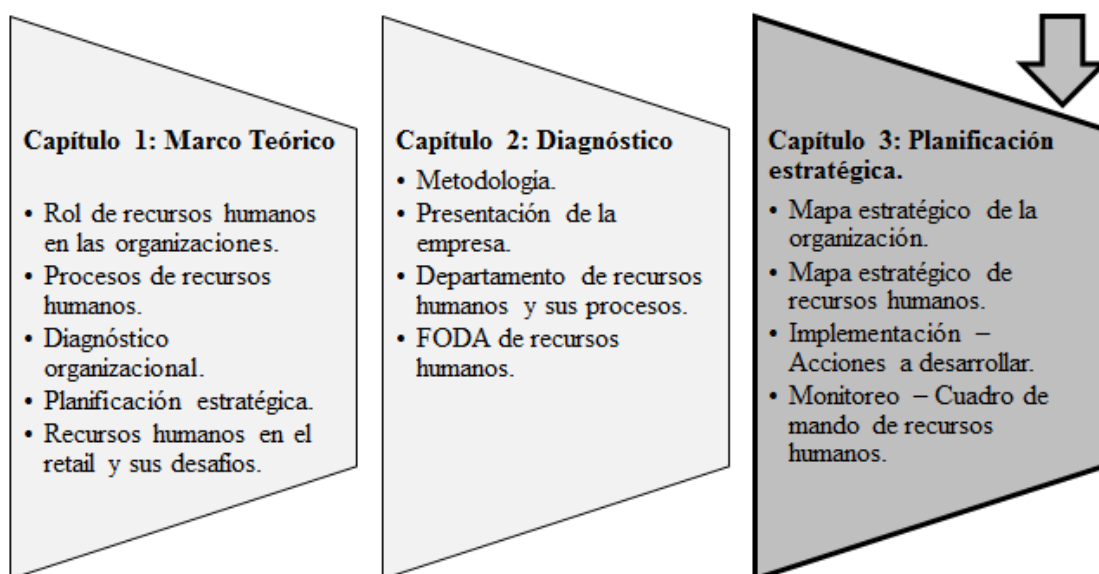 Capítulo 1: Marco Teórico
• Rol de recursos humanos
en las organizaciones.
• Procesos de recursos
humanos.
• Diagnóstico
organizacional.
• Planificación estratégica.
• Recursos humanos en el
retail y sus desafíos.
Capítulo 2: Diagnóstico
• Metodología.
• Presentación de la
empresa.
• Departamento de recursos
humanos y sus procesos.
• FODA de recursos
humanos.
Capítulo 3: Planificación
estratégica.
• Mapa estratégico de la
organización.
• Mapa estratégico de
recursos humanos.
• Implementación –
Acciones a desarrollar.
• Monitoreo – Cuadro de
mando de recursos
humanos.